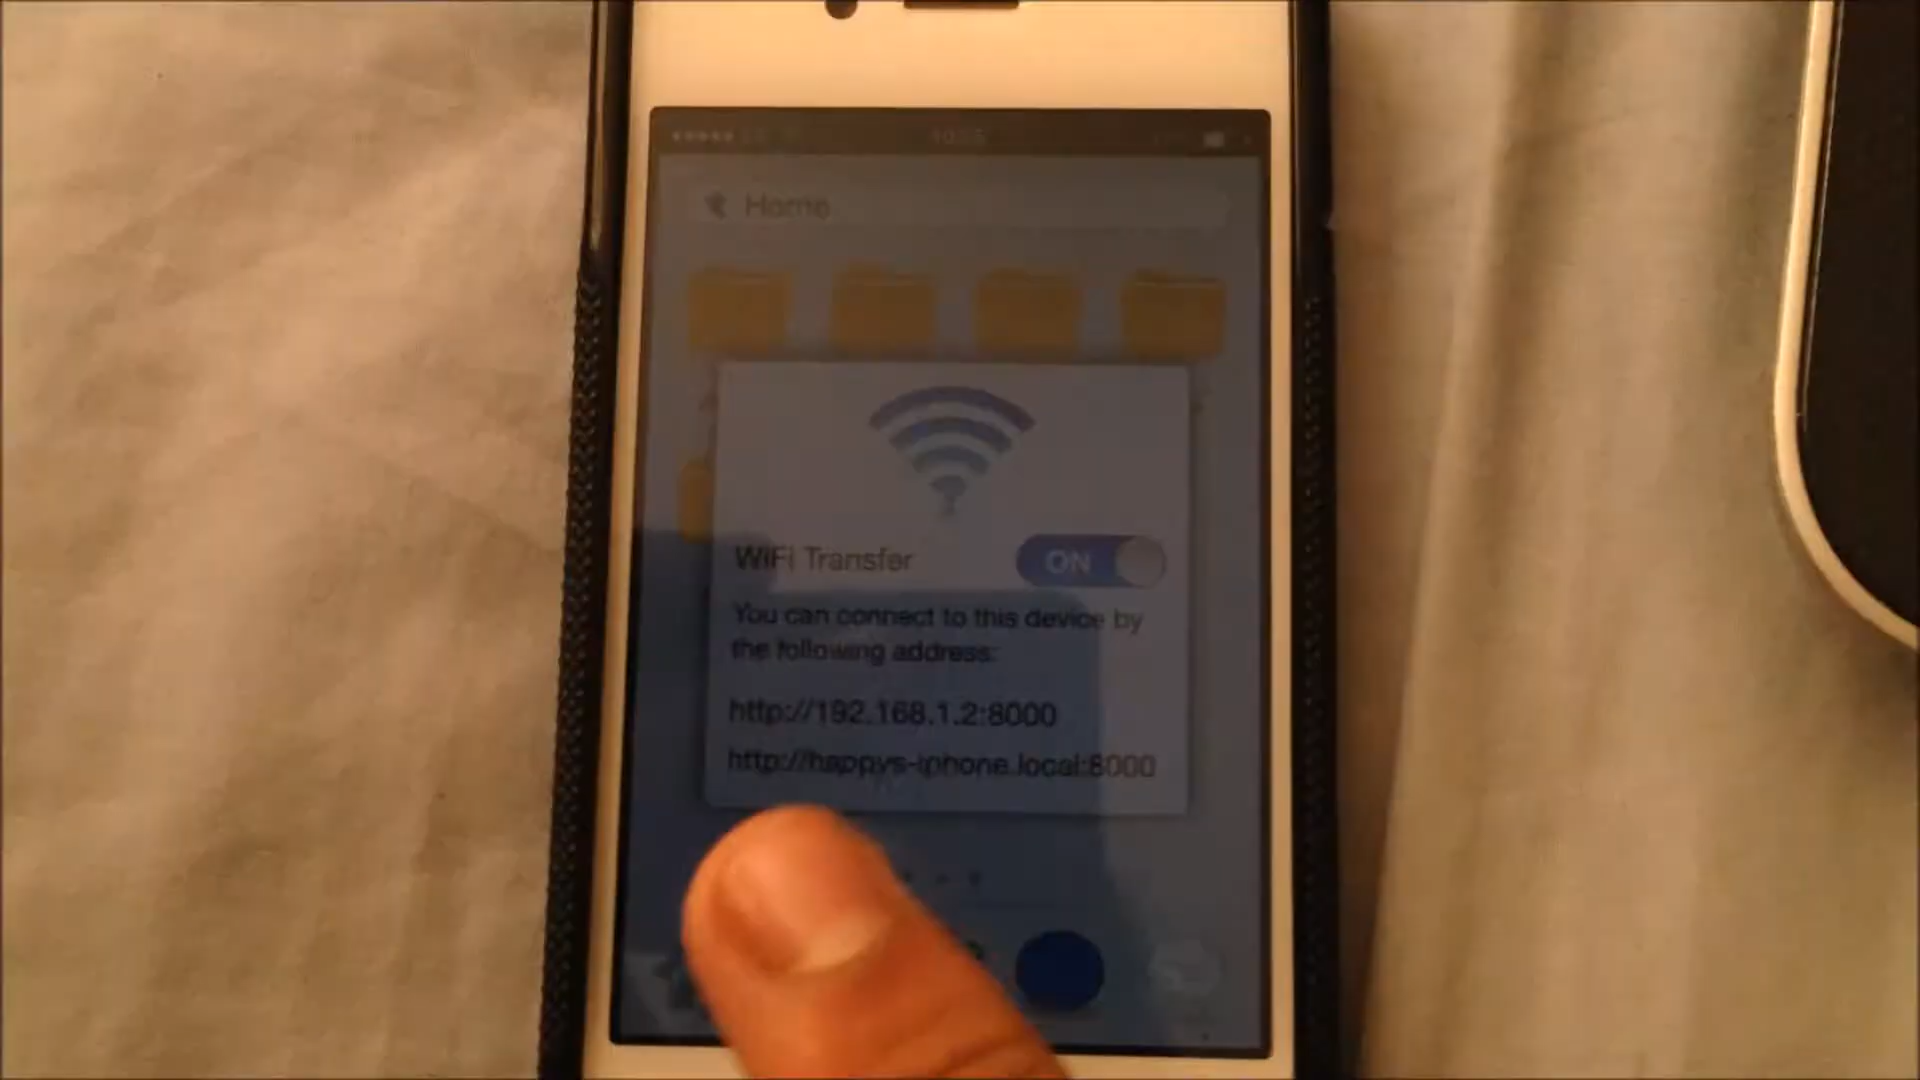 Home
WiFi Transfer
ON
You can connect to this device by
the following address:
http://192.168.1.2:8000
http://happys-iphone.local:8000